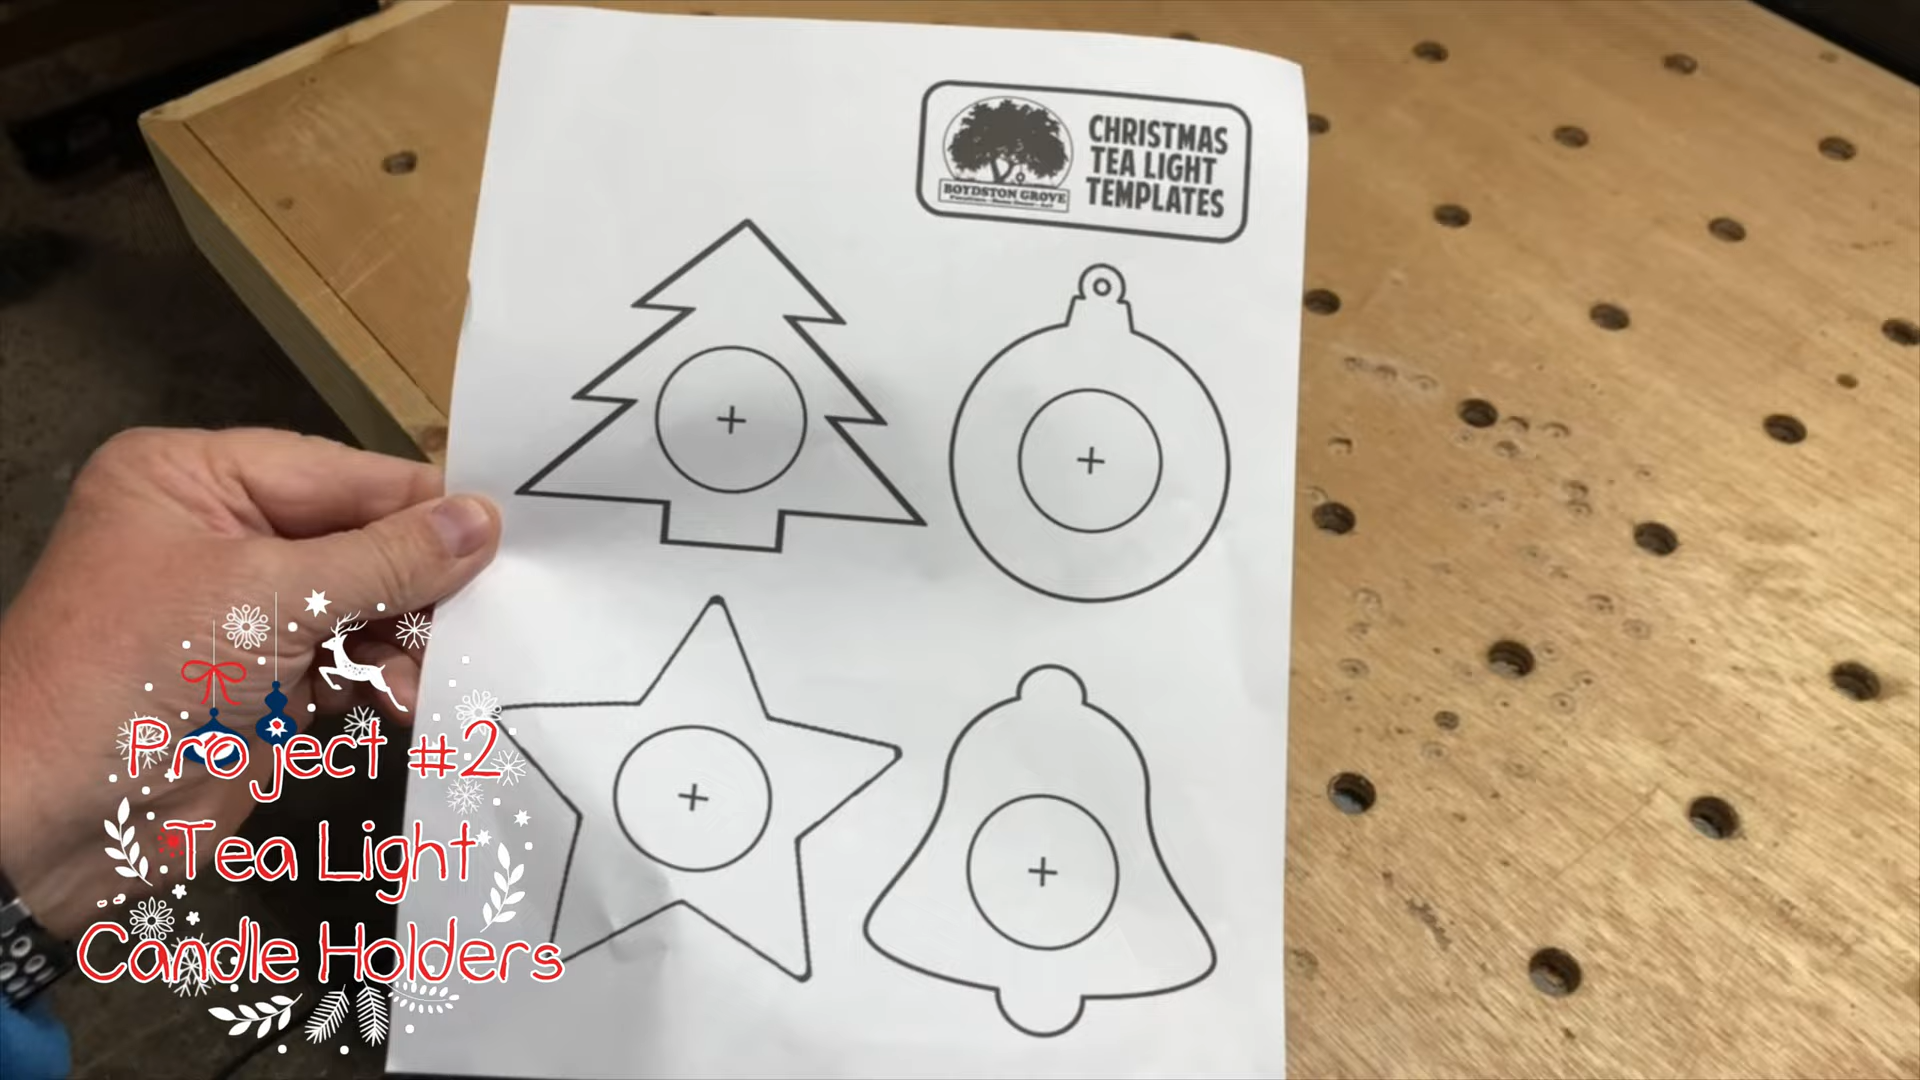 CHRISTMAS
TEA LIGHT
TEMPLATES
BOYDSTON GROVE
Project #2
Tea Light
Candle Holders